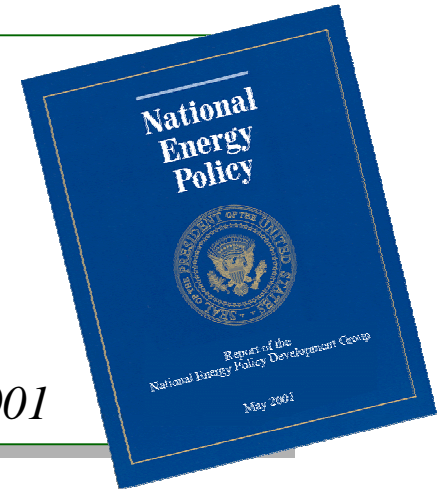 National
Energy
Policy
SEAL OF THE PRESIDENT OF THE UNITED STATES
Report of the
National Energy Policy Development Group
May 2001
001